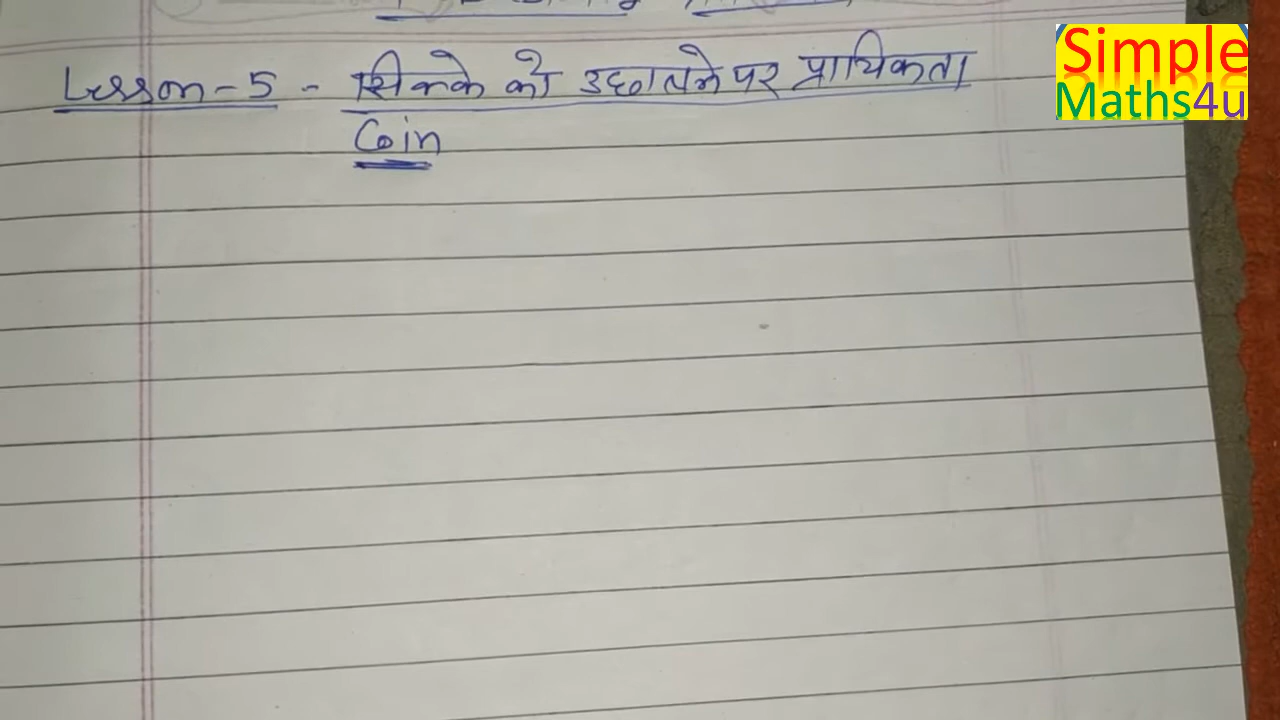 Lesson-5 - सिक्के को उछालने पर प्रायिकता
Coin
Simple
Maths4u